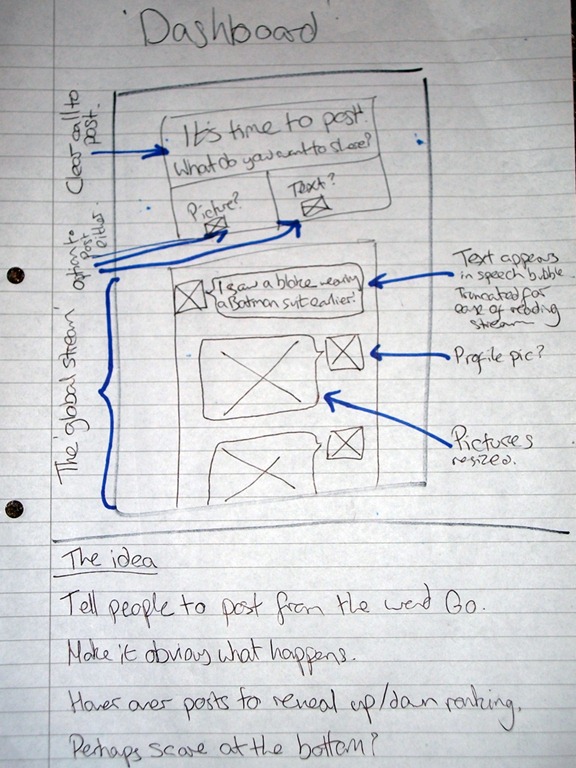 Dashboard
Clear call to
post.
It's time to post.
What do you want to share?
Picture?
Text?
option to
post
either.
I saw a bloke wearing
a Batman suit earlier!
Text appears
in speech bubble
Truncated for
ease of reading
stream
The 'global stream'
Profile pic?
Pictures
resized.
The idea
Tell people to post from the word Go.
Make it obvious what happens.
Hover over posts to reveal up/down ranking.
Perhaps score at the bottom?